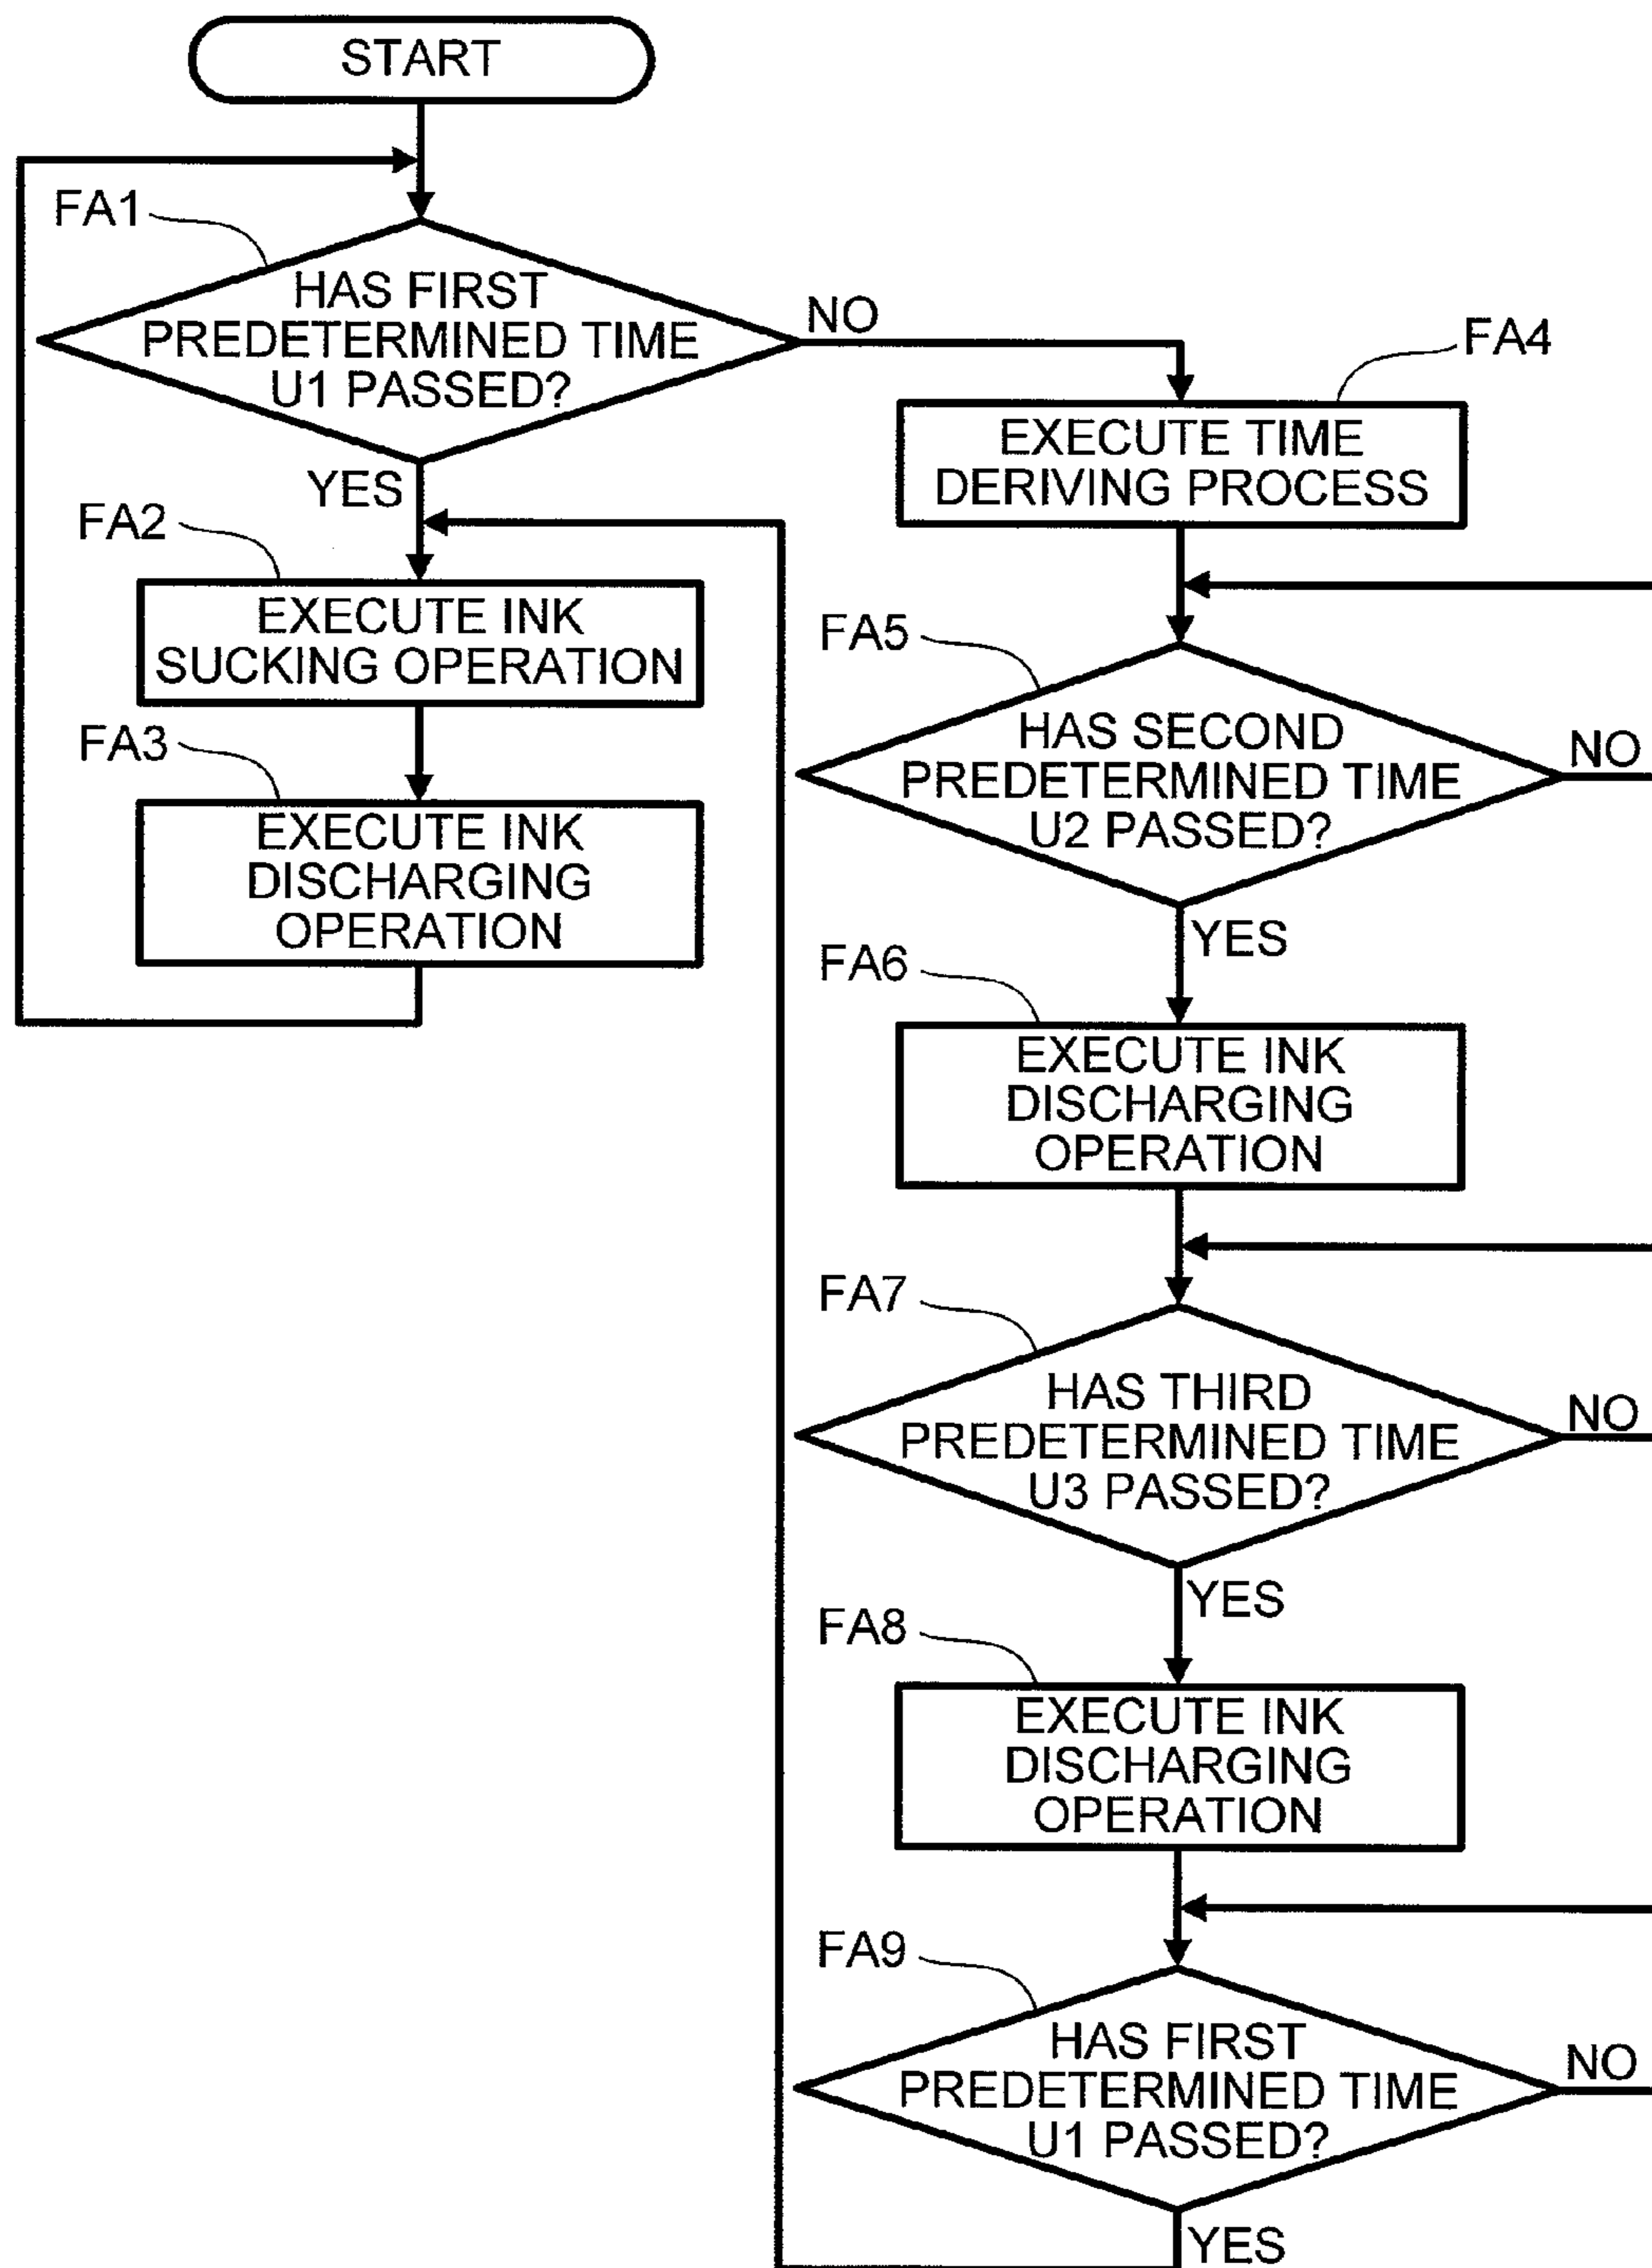 START
FA1
HAS FIRST
PREDETERMINED TIME
U1 PASSED?
NO
YES
FA2
EXECUTE INK
SUCKING OPERATION
FA3
EXECUTE INK
DISCHARGING
OPERATION
FA4
EXECUTE TIME
DERIVING PROCESS
FA5
HAS SECOND
PREDETERMINED TIME
U2 PASSED?
NO
YES
FA6
EXECUTE INK
DISCHARGING
OPERATION
FA7
HAS THIRD
PREDETERMINED TIME
U3 PASSED?
NO
YES
FA8
EXECUTE INK
DISCHARGING
OPERATION
FA9
HAS FIRST
PREDETERMINED TIME
U1 PASSED?
NO
YES